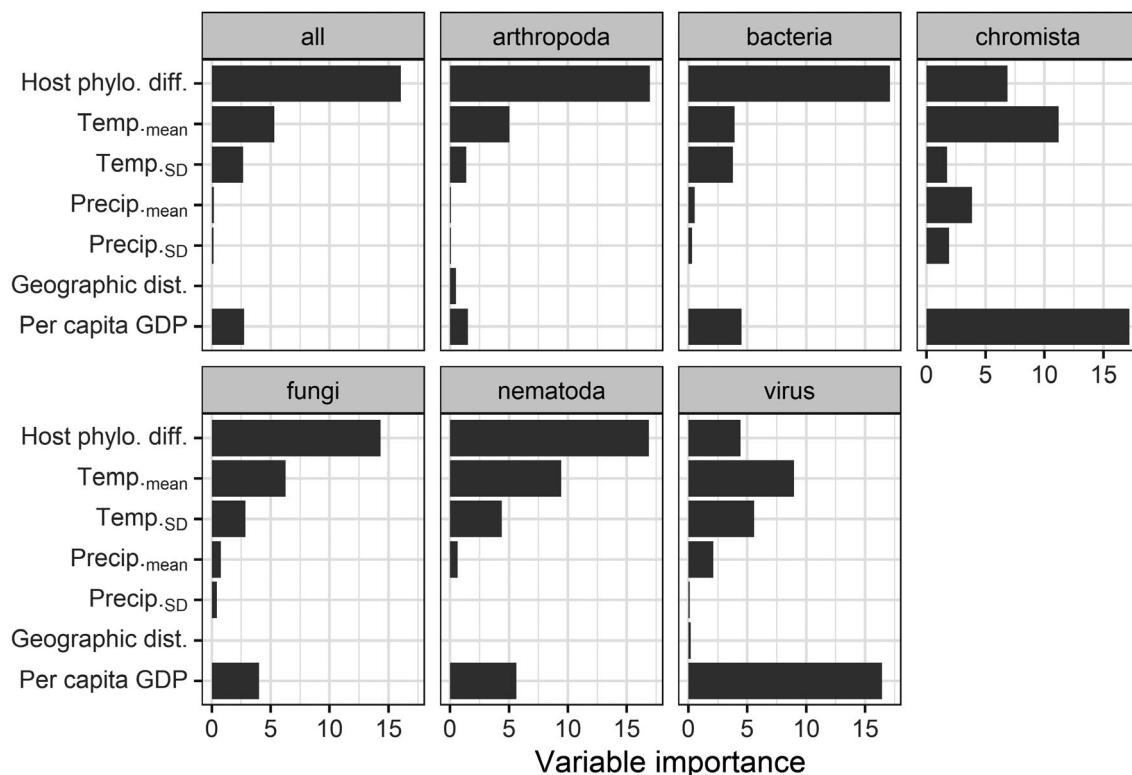 all arthropoda bacteria chromista
Host phylo. diff.
Temp.mean
Temp.SD
Precip.mean
Precip.SD
Geographic dist.
Per capita GDP
0 5 10 15
fungi nematoda virus
Host phylo. diff.
Temp.mean
Temp.SD
Precip.mean
Precip.SD
Geographic dist.
Per capita GDP
0 5 10 15 0 5 10 15 0 5 10 15
Variable importance